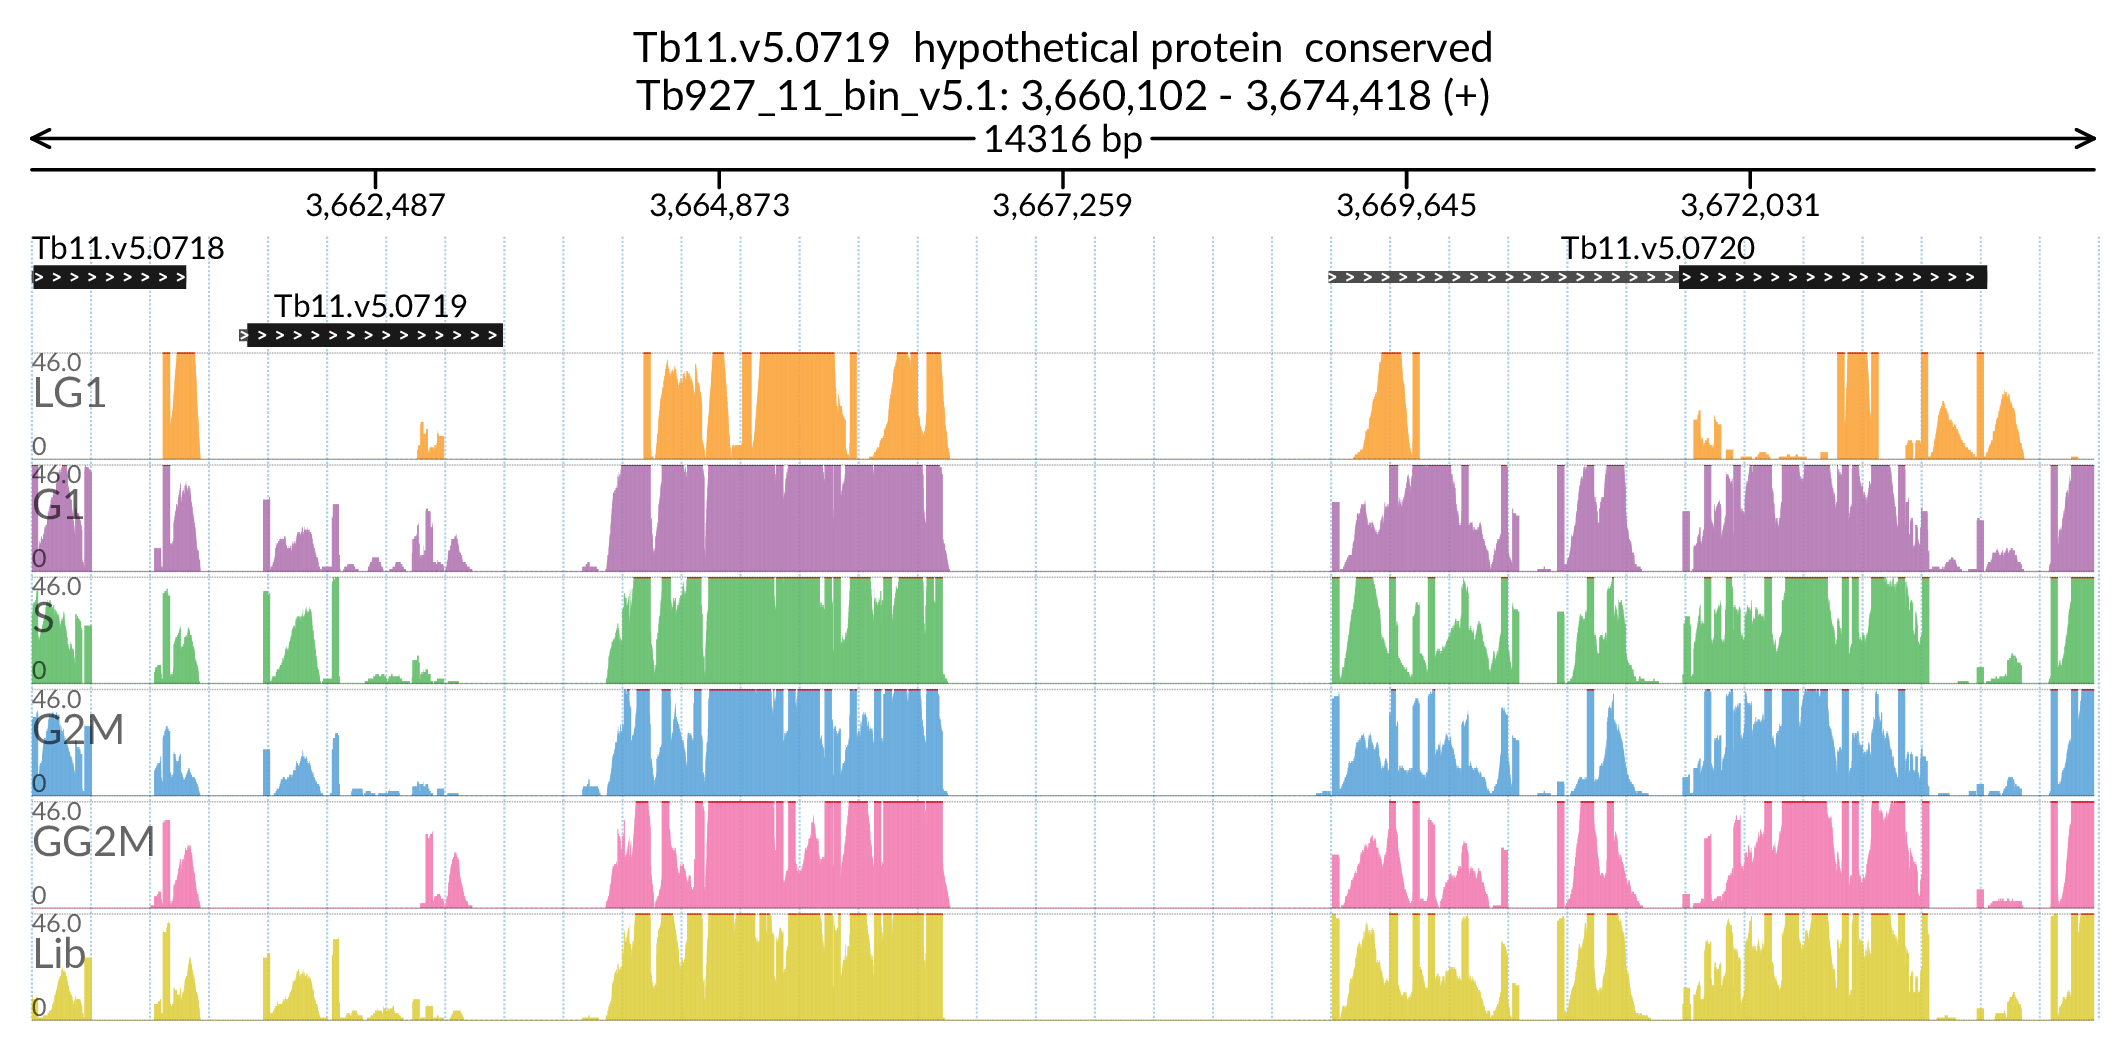 Tb11.v5.0719 hypothetical protein conserved
Tb927_11_bin_v5.1: 3,660,102 - 3,674,418 (+)
14316 bp
3,662,487 3,664,873 3,667,259 3,669,645 3,672,031
Tb11.v5.0718 Tb11.v5.0720
Tb11.v5.0719
46.0
LG1
0
46.0
G1
0
46.0
S
0
46.0
G2M
0
46.0
GG2M
0
46.0
Lib
0